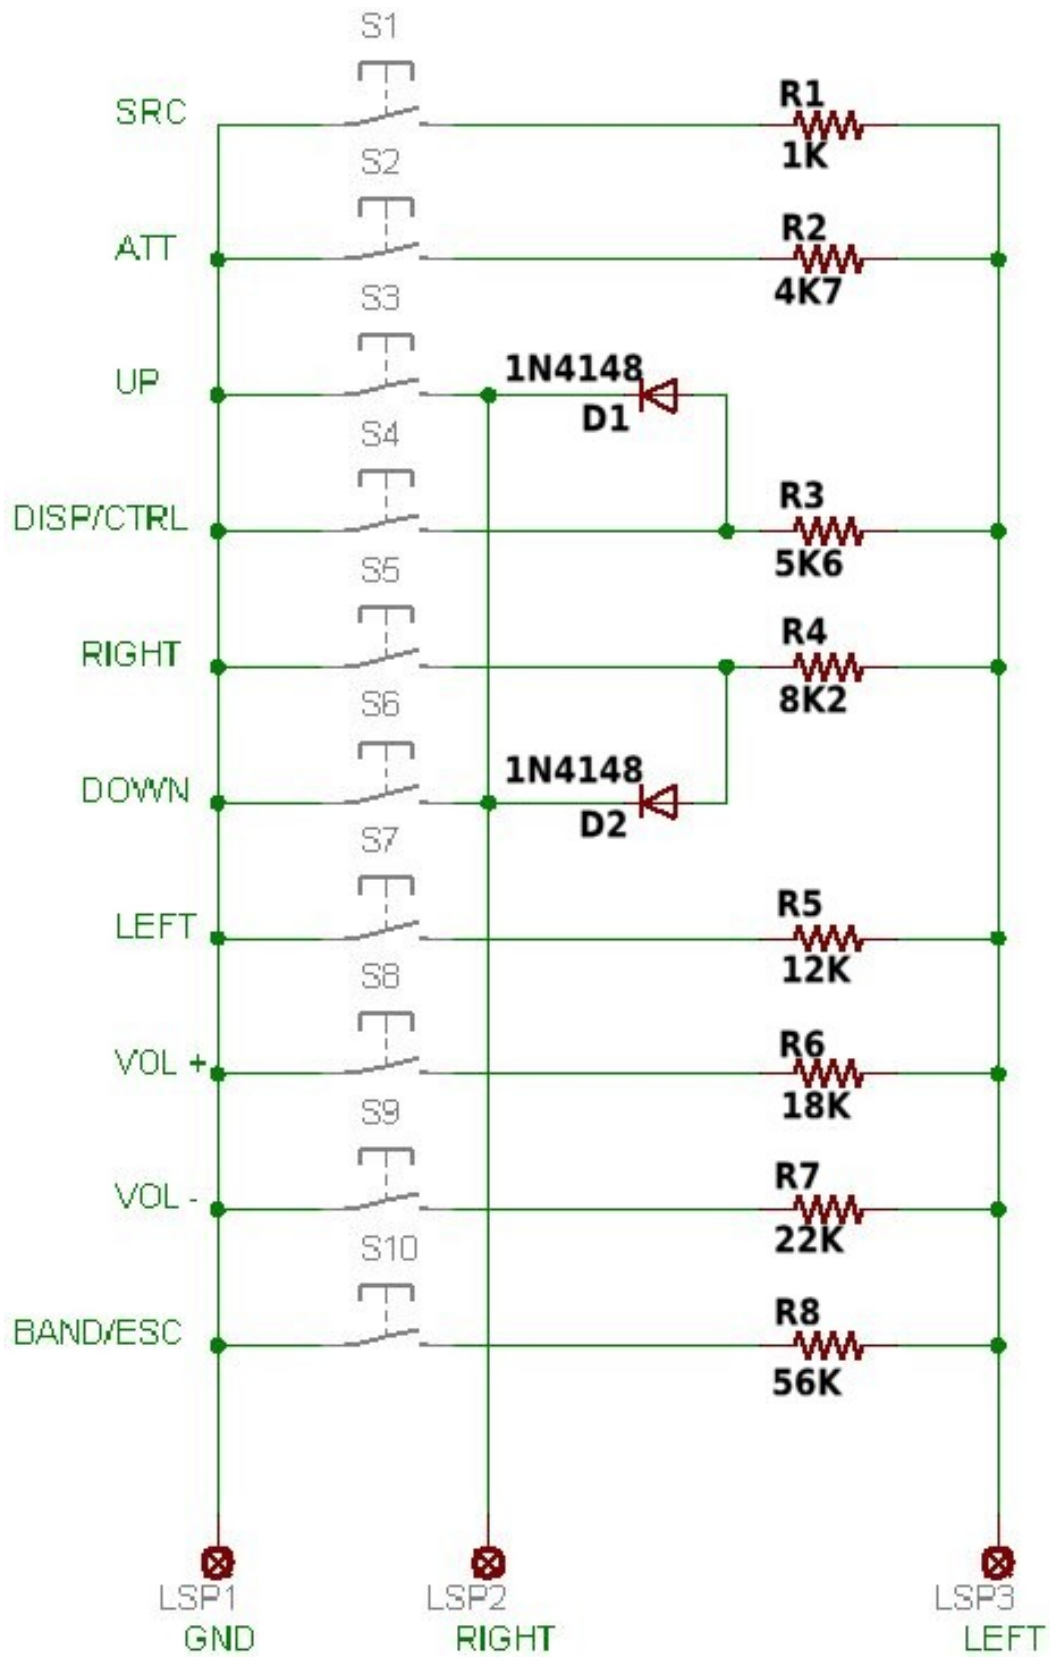 S1
SRC
R1
1K
S2
ATT
R2
4K7
S3
UP
1N4148
D1
S4
DISP/CTRL
R3
5K6
S5
RIGHT
R4
8K2
S6
DOWN
1N4148
D2
S7
LEFT
R5
12K
S8
VOL +
R6
18K
S9
VOL -
R7
22K
S10
BAND/ESC
R8
56K
LSP1
LSP2
LSP3
GND
RIGHT
LEFT